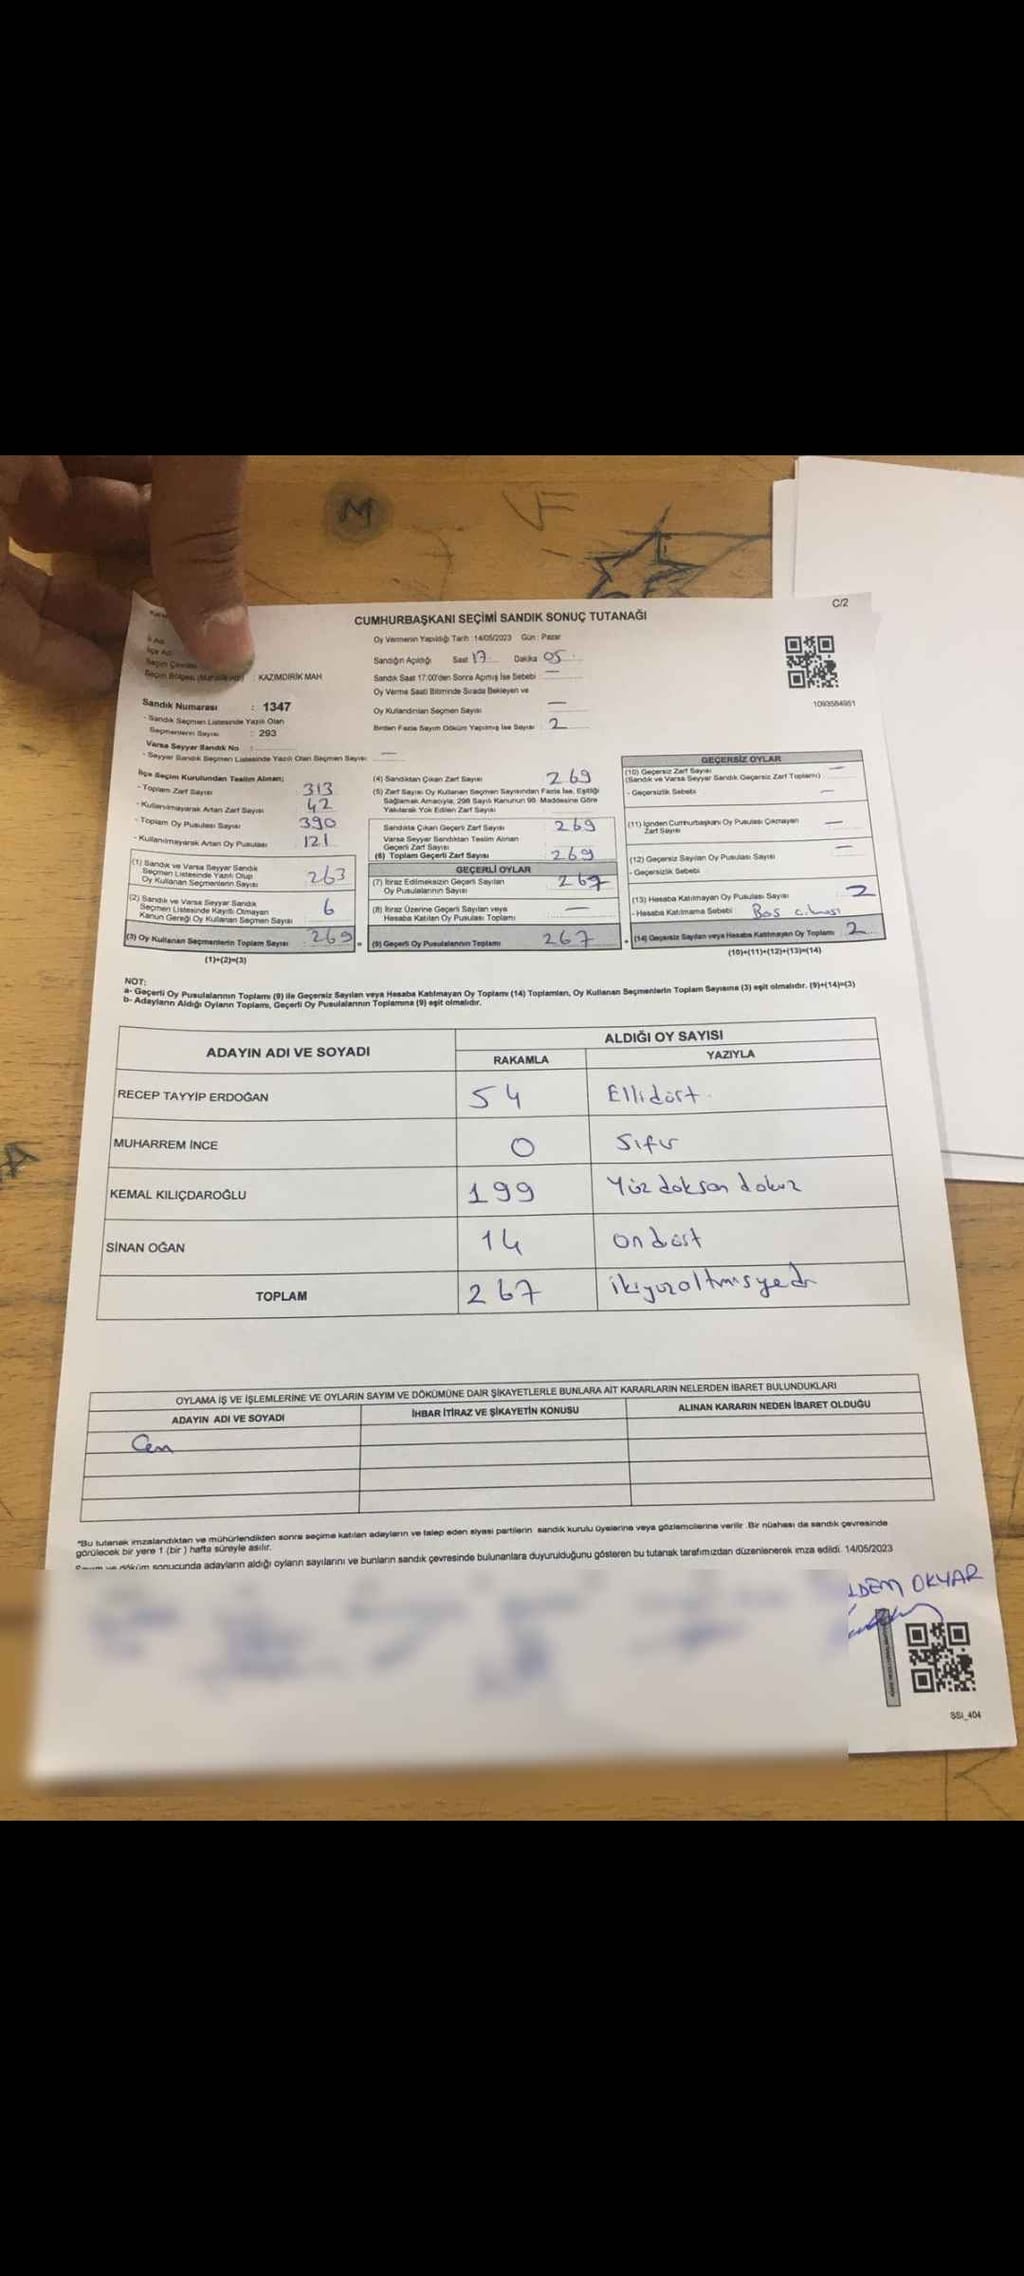 M
F
C/2
CUMHURBAŞKANI SEÇİMİ SANDIK SONUÇ TUTANAĞI
Oy Vermenin Yapıldığı Tarih :14/05/2023 Gün : Pazar
Sandığın Açıldığı Saat 17 Dakika 05
Sandık Saat 17:00'den Sonra Açılmış İse Sebebi —
Oy Verme Saati Bitiminde Sırada Bekleyen ve
Oy Kullandırılan Seçmen Sayısı —
Birden Fazla Sayım Döküm Yapılmış İse Sayısı 2
1093584951
İli Adı
İlçe Adı
Seçim Çevresi
: KAZIMDİRİK MAH
Sandık Numarası : 1347
- Sandık Seçmen Listesinde Yazılı Olan
Seçmenlerin Sayısı : 293
Varsa Seyyar Sandık No :
- Seyyar Sandık Seçmen Listesinde Yazılı Olan Seçmen Sayısı —
İlçe Seçim Kurulundan Teslim Alınan;
- Toplam Zarf Sayısı 313
- Kullanılmayarak Artan Zarf Sayısı 42
- Toplam Oy Pusulası Sayısı 390
- Kullanılmayarak Artan Oy Pusulası 121
(1) Sandık ve Varsa Seyyar Sandık
Seçmen Listesinde Yazılı Olup
Oy Kullanan Seçmenlerin Sayısı 263
(2) Sandık ve Varsa Seyyar Sandık
Seçmen Listesinde Kayıtlı Olmayan
Kanun Gereği Oy Kullanan Seçmen Sayısı 6
(3) Oy Kullanan Seçmenlerin Toplam Sayısı 269
(1)+(2)=(3)
(4) Sandıktan Çıkan Zarf Sayısı 269
(5) Zarf Sayısı Oy Kullanan Seçmen Sayısından Fazla İse, Eşitliği
Sağlamak Amacıyla; 298 Sayılı Kanunun 98. Maddesine Göre
Yakılarak Yok Edilen Zarf Sayısı
Sandıkta Çıkan Geçerli Zarf Sayısı 269
Varsa Seyyar Sandıktan Teslim Alınan
Geçerli Zarf Sayısı
(6) Toplam Geçerli Zarf Sayısı 269
GEÇERLİ OYLAR
(7) İtiraz Edilmeksizin Geçerli Sayılan
Oy Pusulalarının Sayısı 267
(8) İtiraz Üzerine Geçerli Sayılan veya
Hesaba Katılan Oy Pusulası Toplamı —
(9) Geçerli Oy Pusulalarının Toplamı 267
GEÇERSİZ OYLAR
(10) Geçersiz Zarf Sayısı —
(Sandık ve Varsa Seyyar Sandık Geçersiz Zarf Toplamı)
- Geçersizlik Sebebi —
(11) İçinden Cumhurbaşkanı Oy Pusulası Çıkmayan
Zarf Sayısı —
(12) Geçersiz Sayılan Oy Pusulası Sayısı —
- Geçersizlik Sebebi
(13) Hesaba Katılmayan Oy Pusulası Sayısı 2
- Hesaba Katılmama Sebebi Bos cıkması
(14) Geçersiz Sayılan veya Hesaba Katılmayan Oy Toplamı 2
(10)+(11)+(12)+(13)=(14)
NOT:
a- Geçerli Oy Pusulalarının Toplamı (9) ile Geçersiz Sayılan veya Hesaba Katılmayan Oy Toplamı (14) Toplamları, Oy Kullanan Seçmenlerin Toplam Sayısına (3) eşit olmalıdır. (9)+(14)=(3)
b- Adayların Aldığı Oyların Toplamı, Geçerli Oy Pusulalarının Toplamına (9) eşit olmalıdır.
ADAYIN ADI VE SOYADI
ALDIĞI OY SAYISI
RAKAMLA YAZIYLA
RECEP TAYYİP ERDOĞAN 54 Ellidört
MUHARREM İNCE 0 Sıfır
KEMAL KILIÇDAROĞLU 199 Yüz doksan dokuz
SİNAN OĞAN 14 on dört
TOPLAM 267 ikiyuzaltmısyedi
OYLAMA İŞ VE İŞLEMLERİNE VE OYLARIN SAYIM VE DÖKÜMÜNE DAİR ŞİKAYETLERLE BUNLARA AİT KARARLARIN NELERDEN İBARET BULUNDUKLARI
ADAYIN ADI VE SOYADI İHBAR İTİRAZ VE ŞİKAYETİN KONUSU ALINAN KARARIN NEDEN İBARET OLDUĞU
Cem
*Bu tutanak imzalandıktan ve mühürlendikten sonra seçime katılan adayların ve talep eden siyasi partilerin sandık kurulu üyelerine veya gözlemcilerine verilir. Bir nüshası da sandık çevresinde
görülecek bir yere 1 (bir ) hafta süreyle asılır.
Sayım ve döküm sonucunda adayların aldığı oyların sayılarını ve bunların sandık çevresinde bulunanlara duyurulduğunu gösteren bu tutanak tarafımızdan düzenlenerek imza edildi. 14/05/2023
LDEM OKYAR
SSI_404